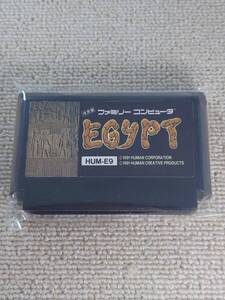 ファミリー コンピュータ
EGYPT
HUM-E9
©1991 HUMAN CORPORATION
©1991 HUMAN CREATIVE PRODUCTS